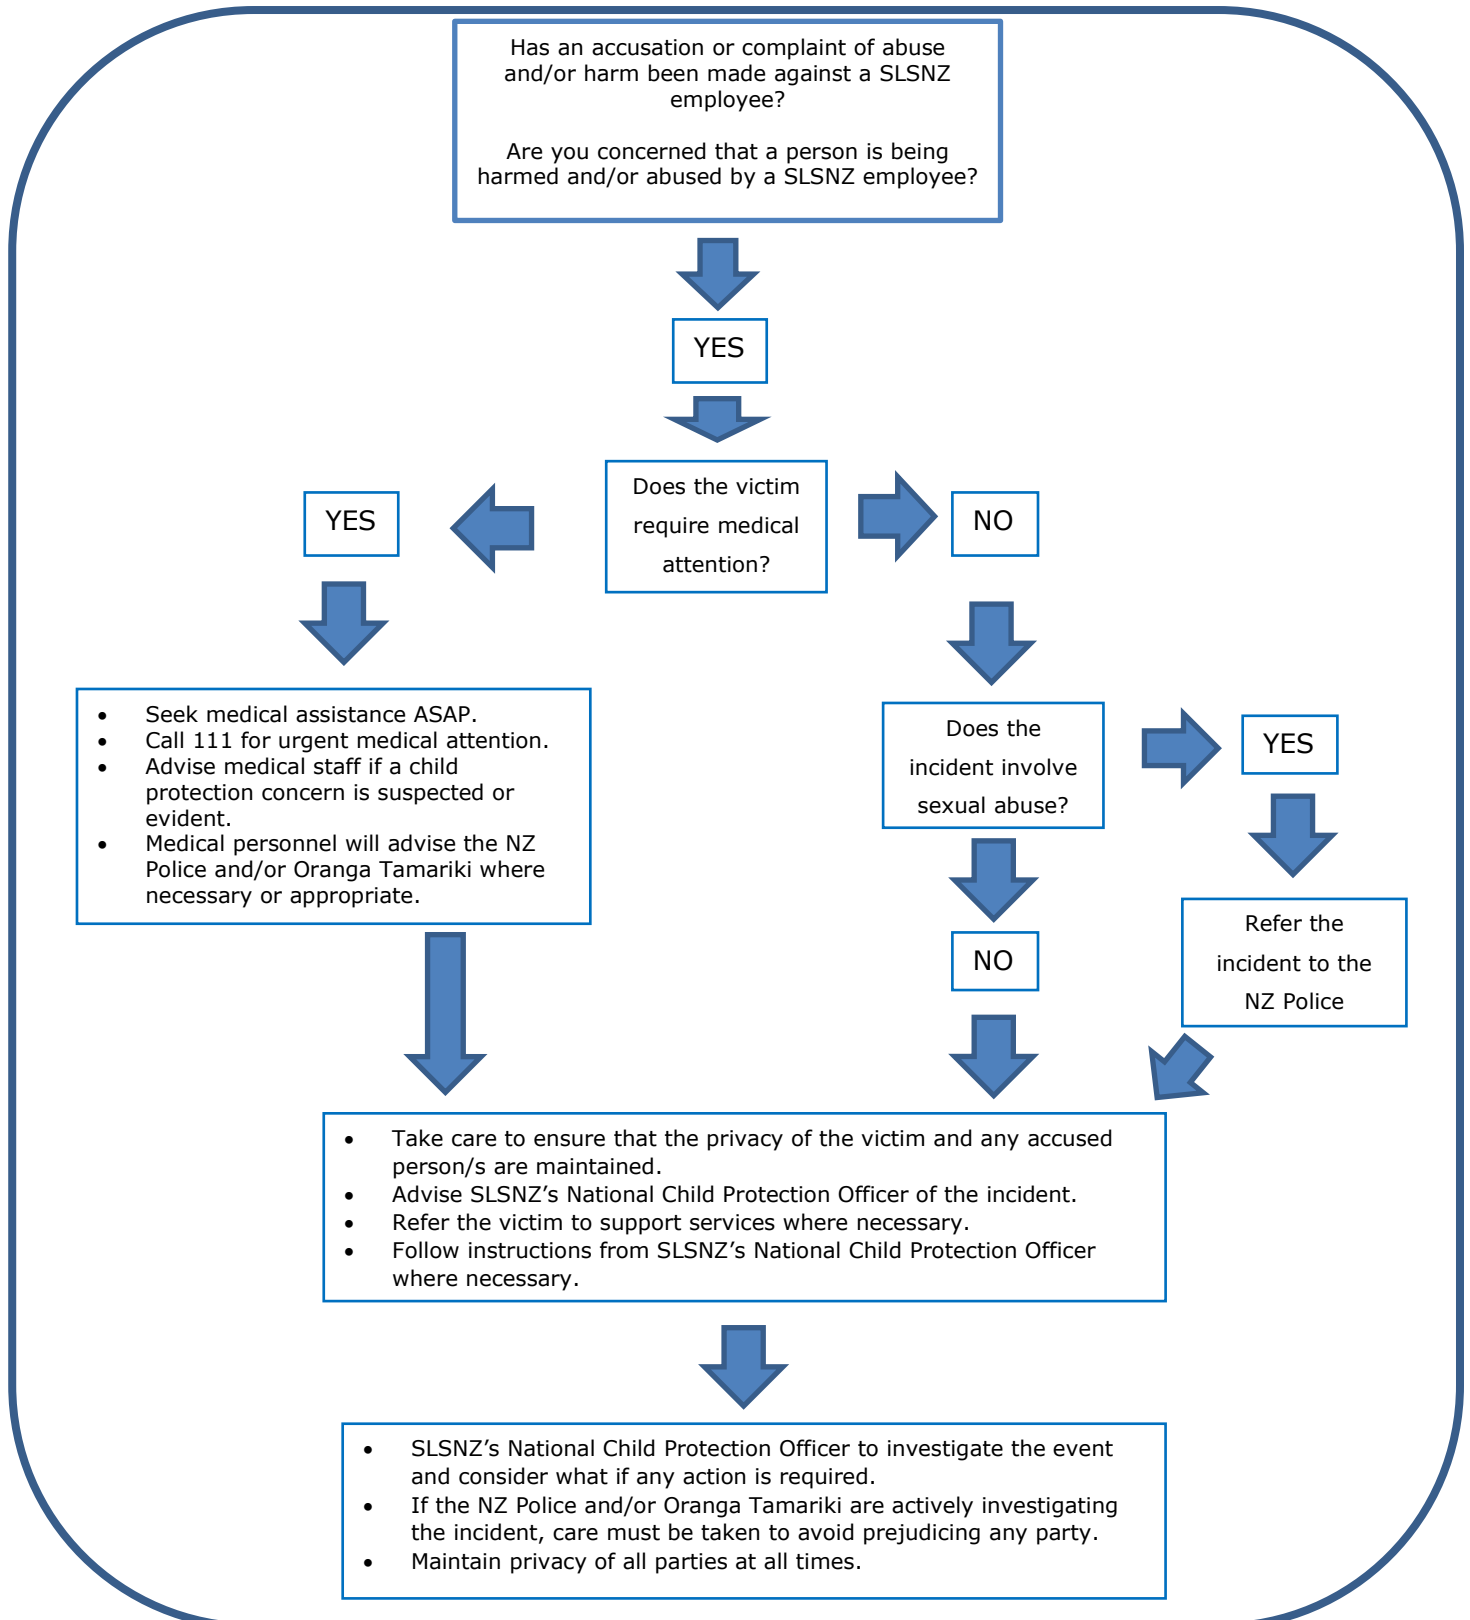 Has an accusation or complaint of abuse
and/or harm been made against a SLSNZ
employee?
Are you concerned that a person is being
harmed and/or abused by a SLSNZ employee?
YES
Does the victim
require medical
attention?
YES
NO
• Seek medical assistance ASAP.
• Call 111 for urgent medical attention.
• Advise medical staff if a child
protection concern is suspected or
evident.
• Medical personnel will advise the NZ
Police and/or Oranga Tamariki where
necessary or appropriate.
Does the
incident involve
sexual abuse?
YES
NO
Refer the
incident to the
NZ Police
• Take care to ensure that the privacy of the victim and any accused
person/s are maintained.
• Advise SLSNZ’s National Child Protection Officer of the incident.
• Refer the victim to support services where necessary.
• Follow instructions from SLSNZ’s National Child Protection Officer
where necessary.
• SLSNZ’s National Child Protection Officer to investigate the event
and consider what if any action is required.
• If the NZ Police and/or Oranga Tamariki are actively investigating
the incident, care must be taken to avoid prejudicing any party.
• Maintain privacy of all parties at all times.